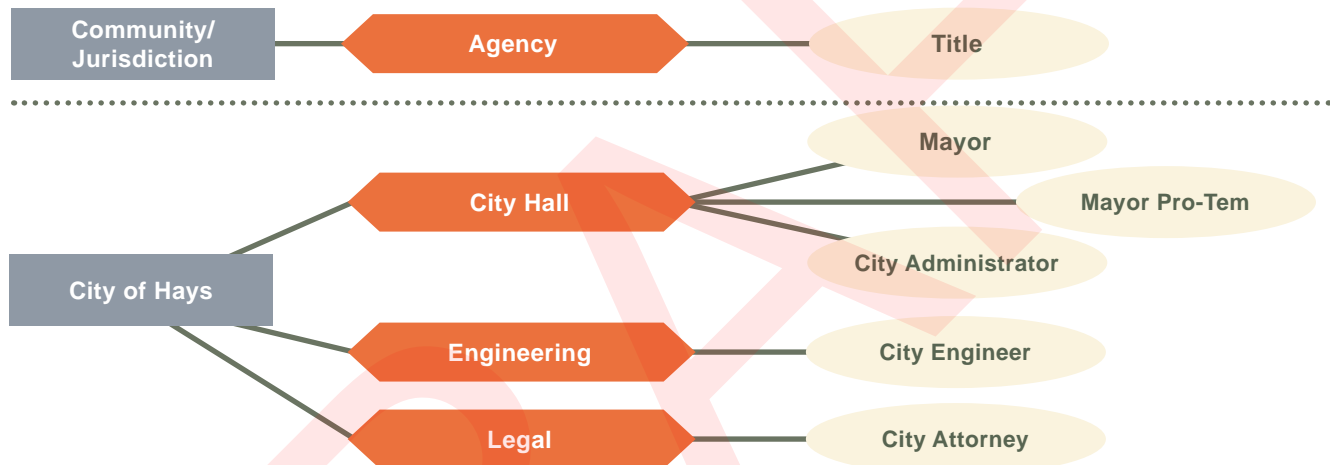 Community/
Jurisdiction
Agency
Title
Mayor
City Hall
Mayor Pro-Tem
City Administrator
City of Hays
Engineering
City Engineer
Legal
City Attorney